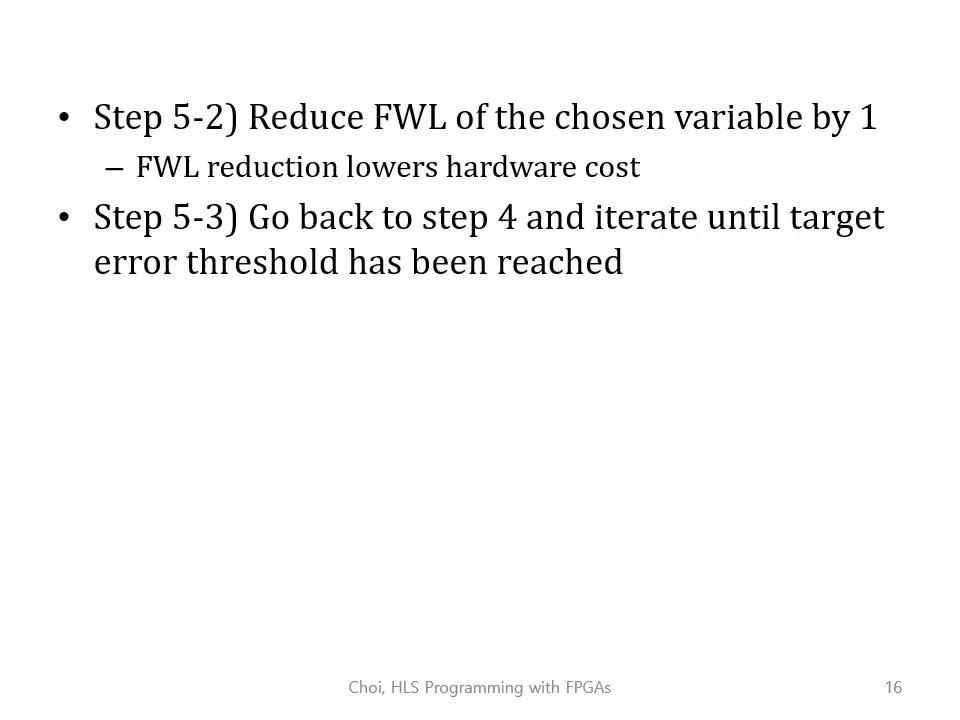 • Step 5-2) Reduce FWL of the chosen variable by 1
– FWL reduction lowers hardware cost
• Step 5-3) Go back to step 4 and iterate until target
error threshold has been reached
Choi, HLS Programming with FPGAs
16